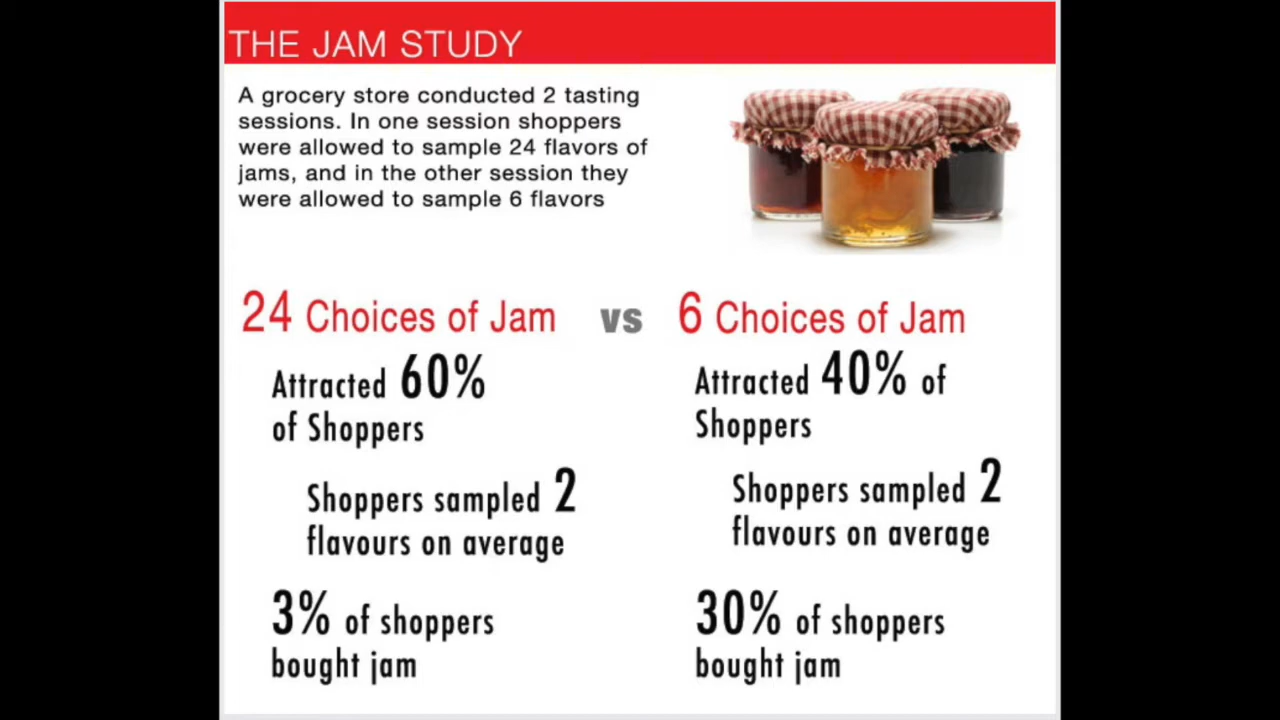 THE JAM STUDY
A grocery store conducted 2 tasting
sessions. In one session shoppers
were allowed to sample 24 flavors of
jams, and in the other session they
were allowed to sample 6 flavors
24 Choices of Jam vs 6 Choices of Jam
Attracted 60%
of Shoppers
Shoppers sampled 2
flavours on average
3% of shoppers
bought jam
Attracted 40% of
Shoppers
Shoppers sampled 2
flavours on average
30% of shoppers
bought jam